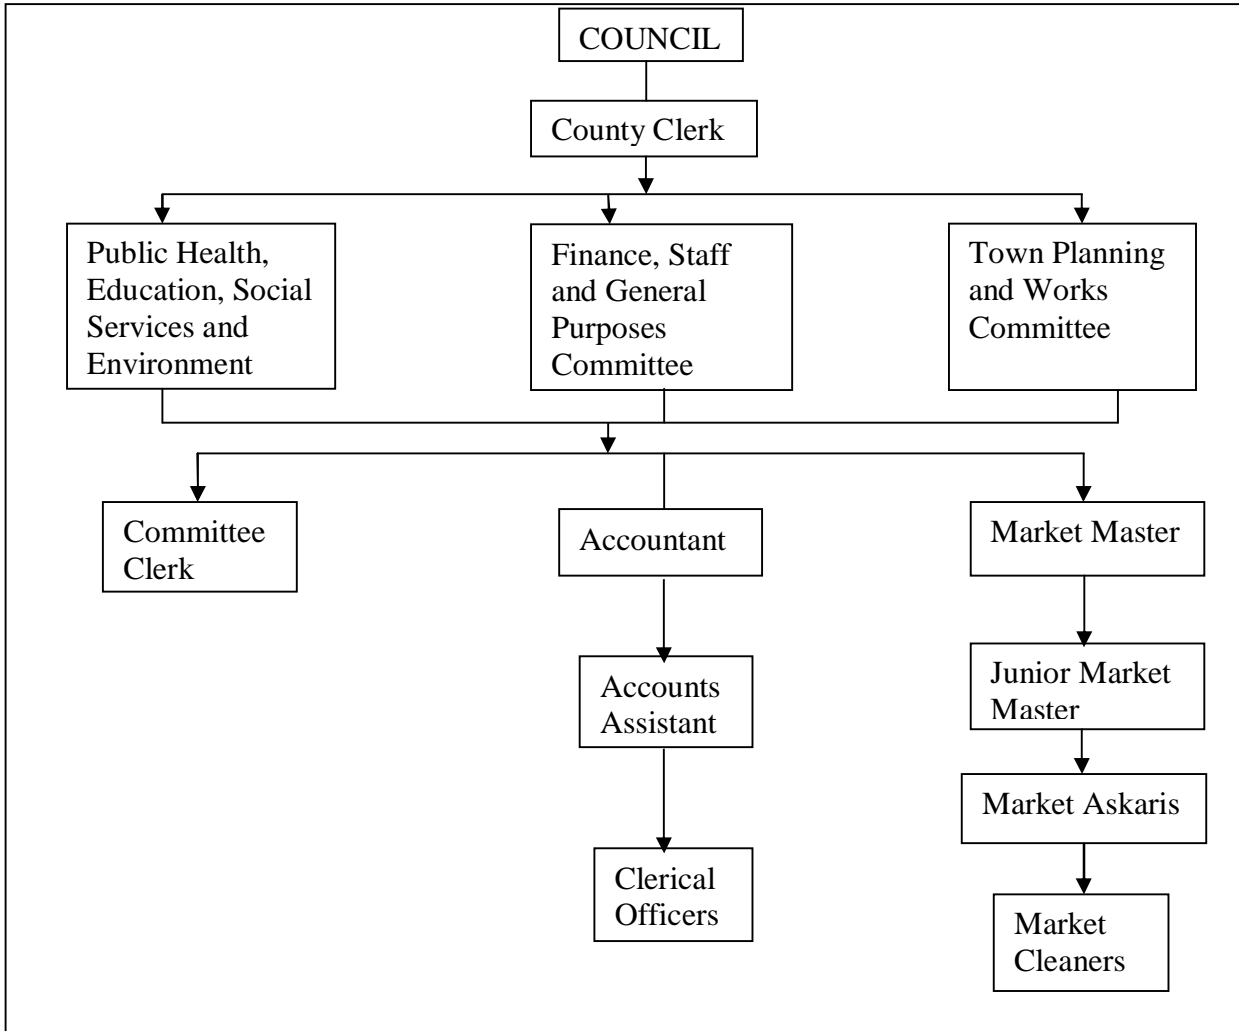 COUNCIL
County Clerk
Public Health,
Education, Social
Services and
Environment
Finance, Staff
and General
Purposes
Committee
Town Planning
and Works
Committee
Committee
Clerk
Accountant
Market Master
Accounts
Assistant
Junior Market
Master
Market Askaris
Clerical
Officers
Market
Cleaners